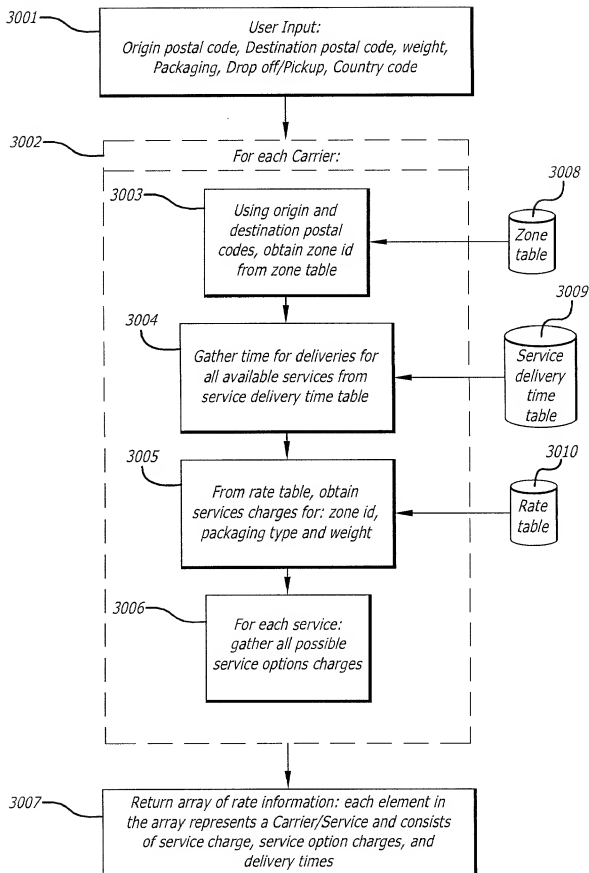 3001
User Input:
Origin postal code, Destination postal code, weight,
Packaging, Drop off/Pickup, Country code
3002
For each Carrier:
3003
Using origin and
destination postal
codes, obtain zone id
from zone table
3008
Zone
table
3004
Gather time for deliveries for
all available services from
service delivery time table
3009
Service
delivery
time
table
3005
From rate table, obtain
services charges for: zone id,
packaging type and weight
3010
Rate
table
3006
For each service:
gather all possible
service options charges
3007
Return array of rate information: each element in
the array represents a Carrier/Service and consists
of service charge, service option charges, and
delivery times